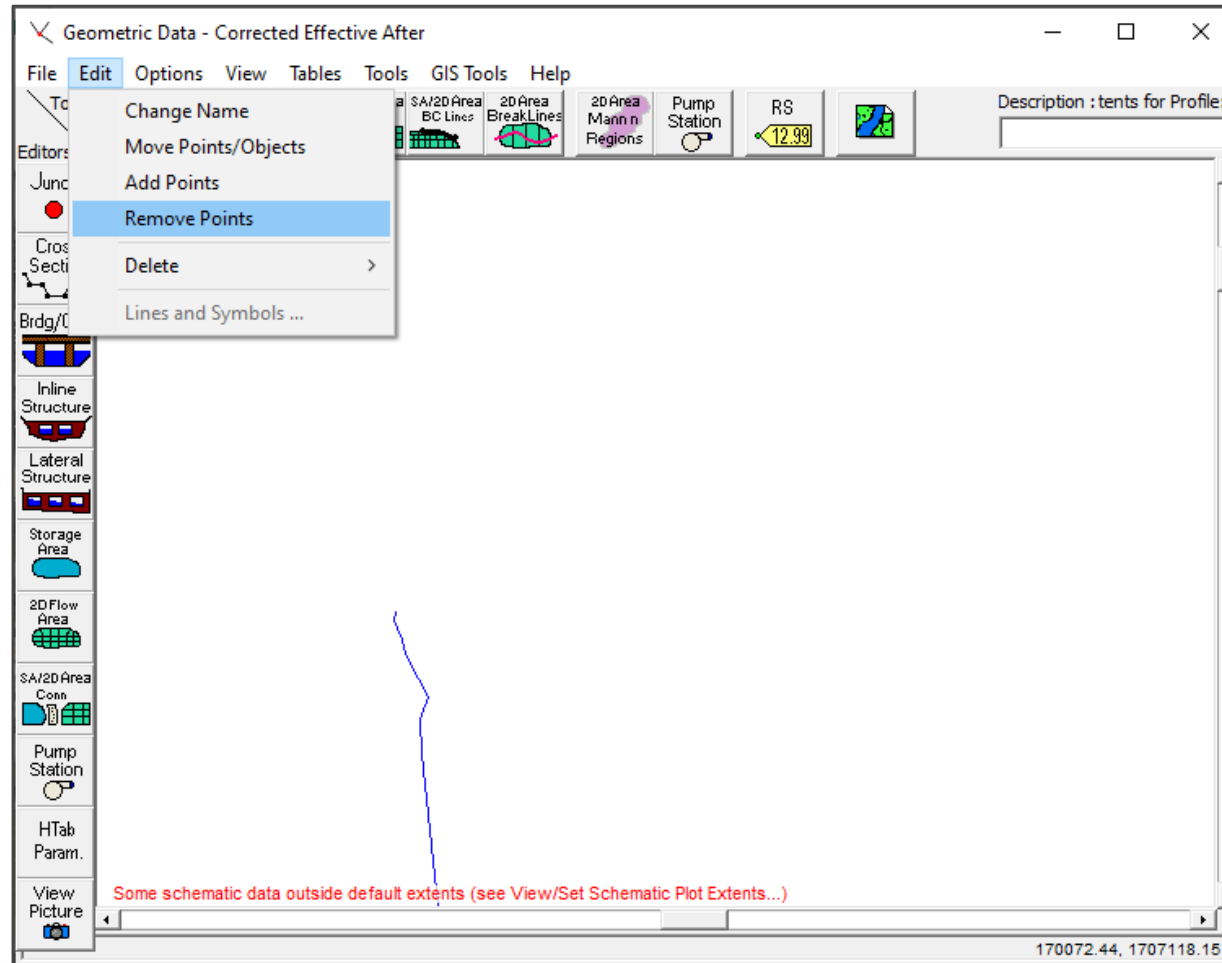 Geometric Data - Corrected Effective After
File Edit Options View Tables Tools GIS Tools Help
Change Name
Move Points/Objects
Add Points
Remove Points
Delete
Lines and Symbols ...
SA/2D Area
BC Lines
2D Area
BreakLines
2D Area
Mann n
Regions
Pump
Station
RS
12.99
Description : tents for Profile:
Editors
Junc
Cros
Secti
Brdg/C
Inline
Structure
Lateral
Structure
Storage
Area
2D Flow
Area
SA/2D Area
Conn
Pump
Station
HTab
Param.
View
Picture
Some schematic data outside default extents (see View/Set Schematic Plot Extents...)
170072.44, 1707118.15